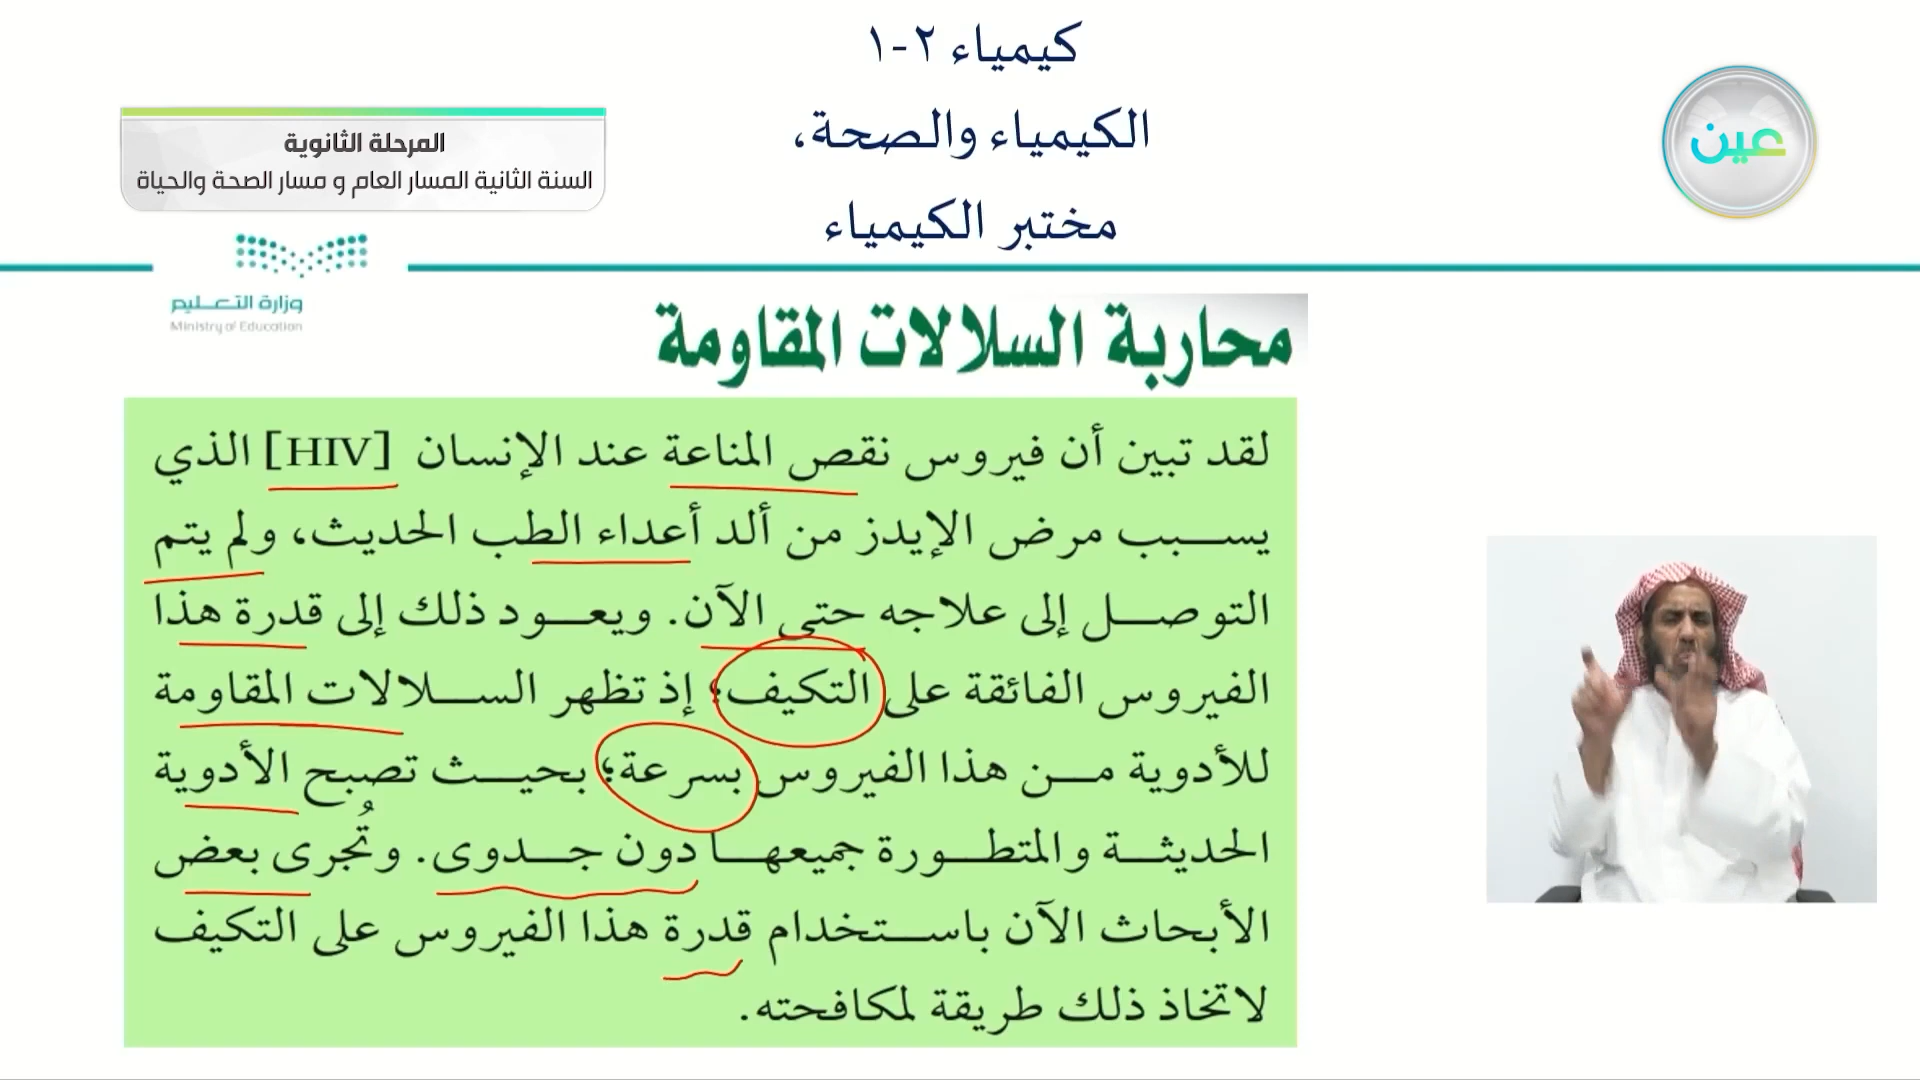 كيمياء ٢-١
الكيمياء والصحة،
مختبر الكيمياء
عين
المرحلة الثانوية
السنة الثانية المسار العام و مسار الصحة والحياة
وزارة التعليم
Ministry of Education
محاربة السلالات المقاومة
لقد تبين أن فيروس نقص المناعة عند الإنسان [HIV] الذي
يسبب مرض الإيدز من ألد أعداء الطب الحديث، ولم يتم
التوصل إلى علاجه حتى الآن. ويعود ذلك إلى قدرة هذا
الفيروس الفائقة على التكيف؛ إذ تظهر السلالات المقاومة
للأدوية من هذا الفيروس بسرعة؛ بحيث تصبح الأدوية
الحديثة والمتطورة جميعها دون جدوى. وتُجرى بعض
الأبحاث الآن باستخدام قدرة هذا الفيروس على التكيف
لاتخاذ ذلك طريقة لمكافحته.